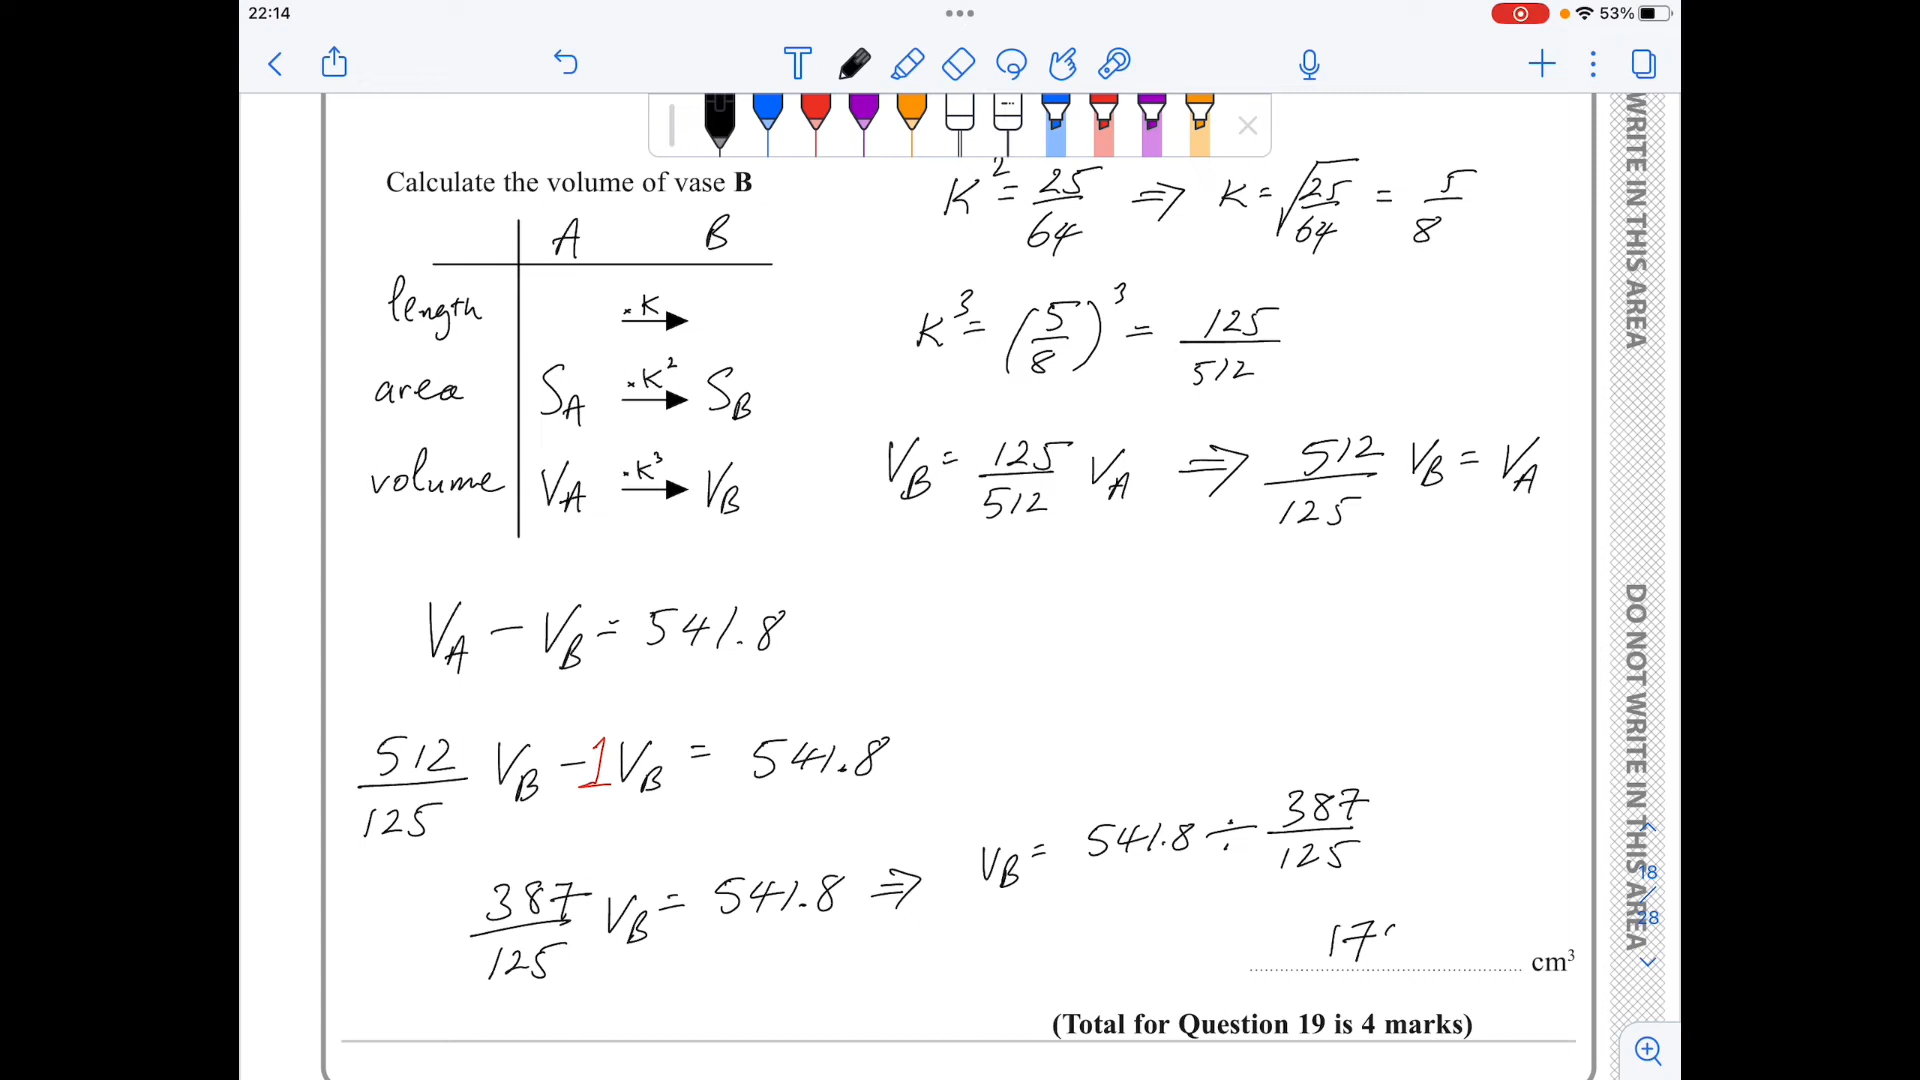 22:14
53%
Calculate the volume of vase B
A B
length ×K
area S_A ×K² S_B
volume V_A ×K³ V_B
K² = 25/64 ⇒ K = √25/64 = 5/8
K³ = (5/8)³ = 125/512
V_B = 125/512 V_A ⇒ 512/125 V_B = V_A
V_A − V_B = 541.8
512/125 V_B − 1V_B = 541.8
387/125 V_B = 541.8 ⇒ V_B = 541.8 ÷ 387/125
17
cm³
(Total for Question 19 is 4 marks)
WRITE IN THIS AREA
DO NOT WRITE IN THIS AREA
18
28